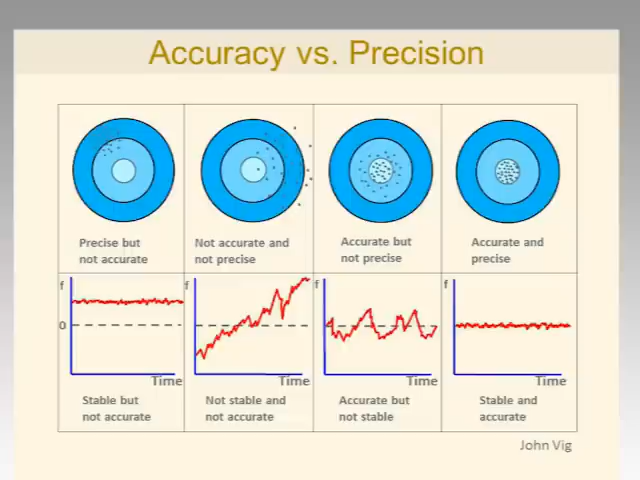 Accuracy vs. Precision
Precise but
not accurate
Not accurate and
not precise
Accurate but
not precise
Accurate and
precise
f
0
Time
f
Time
f
Time
f
Time
Stable but
not accurate
Not stable and
not accurate
Accurate but
not stable
Stable and
accurate
John Vig